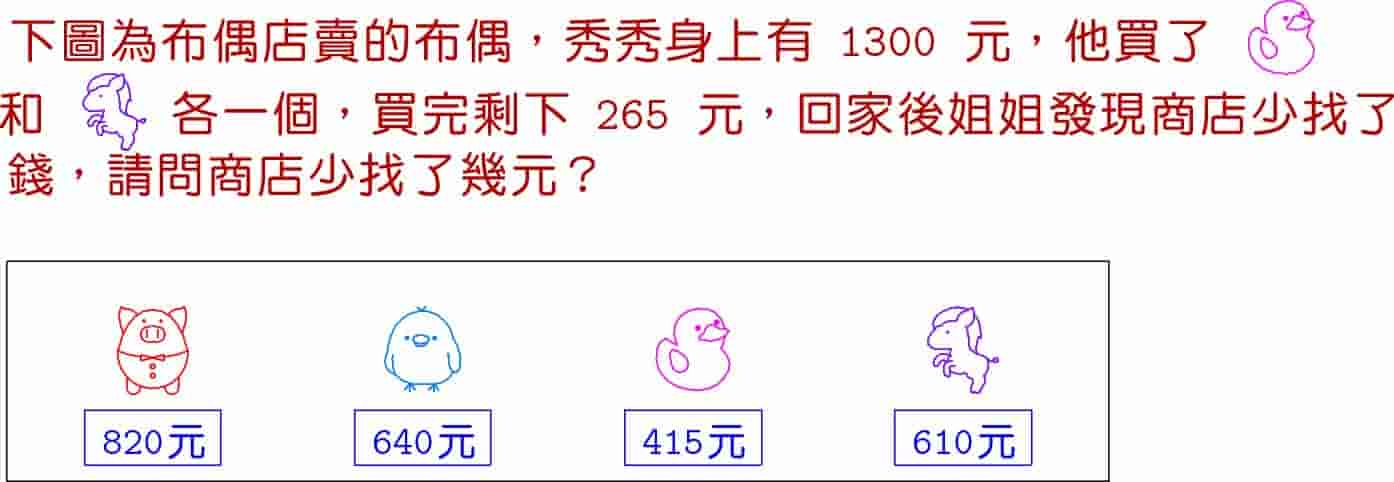 下圖為布偶店賣的布偶，秀秀身上有 1300 元，他買了
和 各一個，買完剩下 265 元，回家後姐姐發現商店少找了
錢，請問商店少找了幾元？
820元 640元 415元 610元